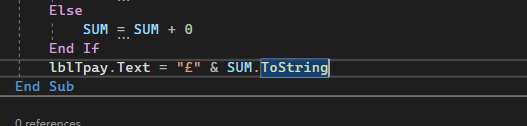 Else
SUM = SUM + 0
End If
lblTpay.Text = "£" & SUM.ToString
End Sub
0 references